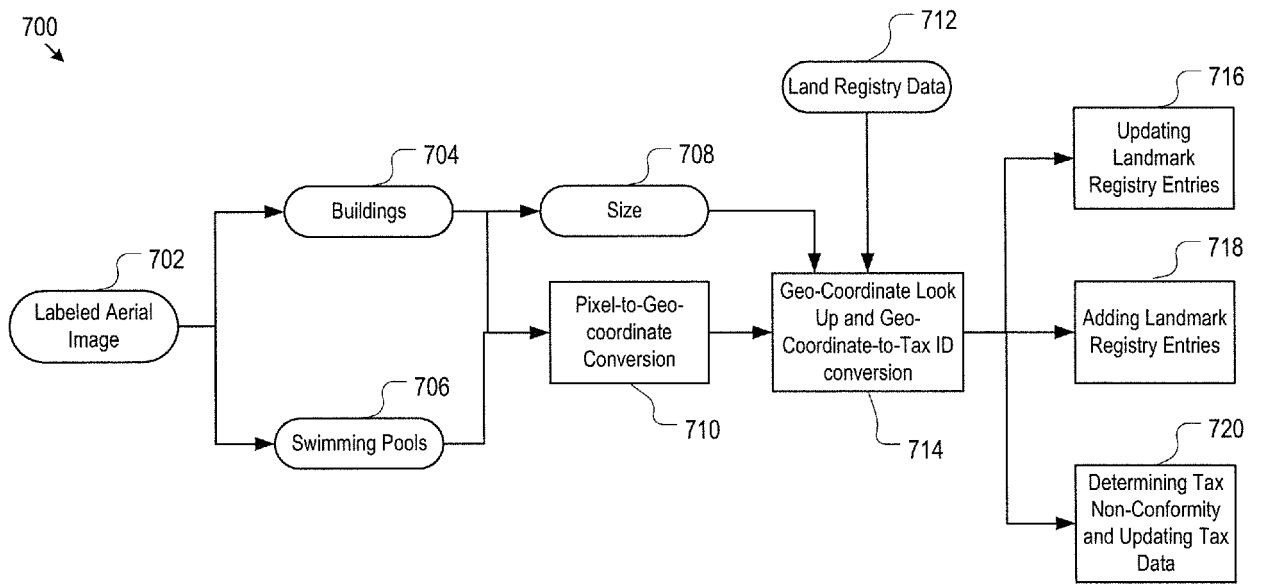 700
712
Land Registry Data
716
Updating
Landmark
Registry Entries
704
Buildings
708
Size
702
Labeled Aerial
Image
Pixel-to-Geo-
coordinate
Conversion
710
Geo-Coordinate Look
Up and Geo-
Coordinate-to-Tax ID
conversion
714
718
Adding Landmark
Registry Entries
706
Swimming Pools
720
Determining Tax
Non-Conformity
and Updating Tax
Data